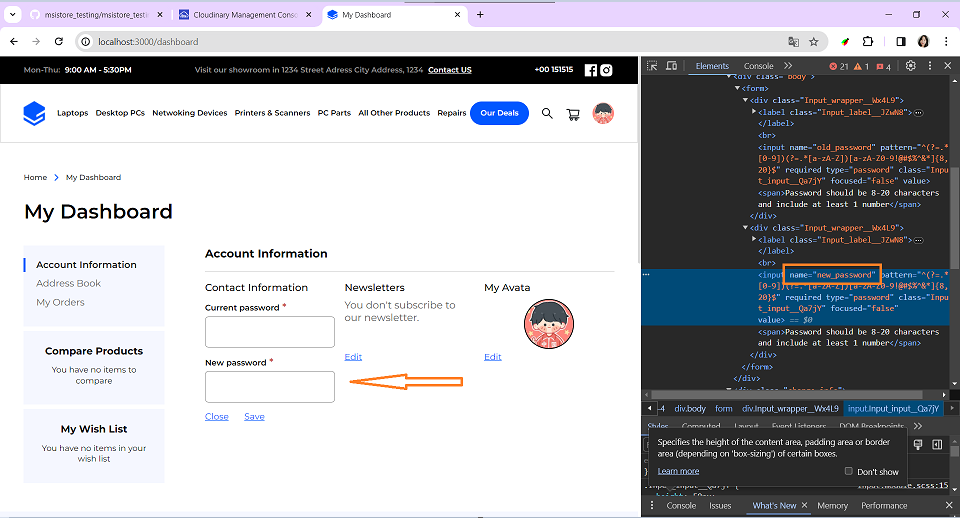 msistore_testing/msistore_testi
Cloudinary Management Conso
My Dashboard
localhost:3000/dashboard
Mon-Thu: 9:00 AM - 5:30PM
Visit our showroom in 1234 Street Adress City Address, 1234 Contact US
+00 151515
Laptops Desktop PCs Netwoking Devices Printers & Scanners PC Parts All Other Products Repairs Our Deals
Home My Dashboard
My Dashboard
Account Information
Address Book
My Orders
Compare Products
You have no items to
compare
My Wish List
You have no items in your
wish list
Account Information
Contact Information
Current password *
New password *
Close Save
Newsletters
You don't subscribe to
our newsletter.
Edit
My Avata
Edit
Elements Console 21 1 4
<div class="body">
<form>
<div class="Input_wrapper__Wx4L9">
<label class="Input_label__JZwN8">
</label>
<br>
<input name="old_password" pattern="^(?=.*
[0-9])(?=.*[a-zA-Z])[a-zA-Z0-9!@#$%^&*]{8,
20}$" required type="password" class="Inpu
t_input__Qa7jY" focused="false" value>
<span>Password should be 8-20 characters
and include at least 1 number</span>
</div>
<div class="Input_wrapper__Wx4L9">
<label class="Input_label__JZwN8">
</label>
<br>
<input name="new_password" pattern="^(?=.*
[0-9])(?=.*[a-zA-Z])[a-zA-Z0-9!@#$%^&*]{8,
20}$" required type="password" class="Inpu
t_input__Qa7jY" focused="false"
value> == $0
<span>Password should be 8-20 characters
and include at least 1 number</span>
</div>
</form>
</div>
-4 div.body form div.Input_wrapper__Wx4L9 input.Input_input__Qa7jY
Styles Computed Layout Event Listeners DOM Breakpoints
Specifies the height of the content area, padding area or border
area (depending on 'box-sizing') of certain boxes.
Learn more Don't show
Console Issues What's New Memory Performance